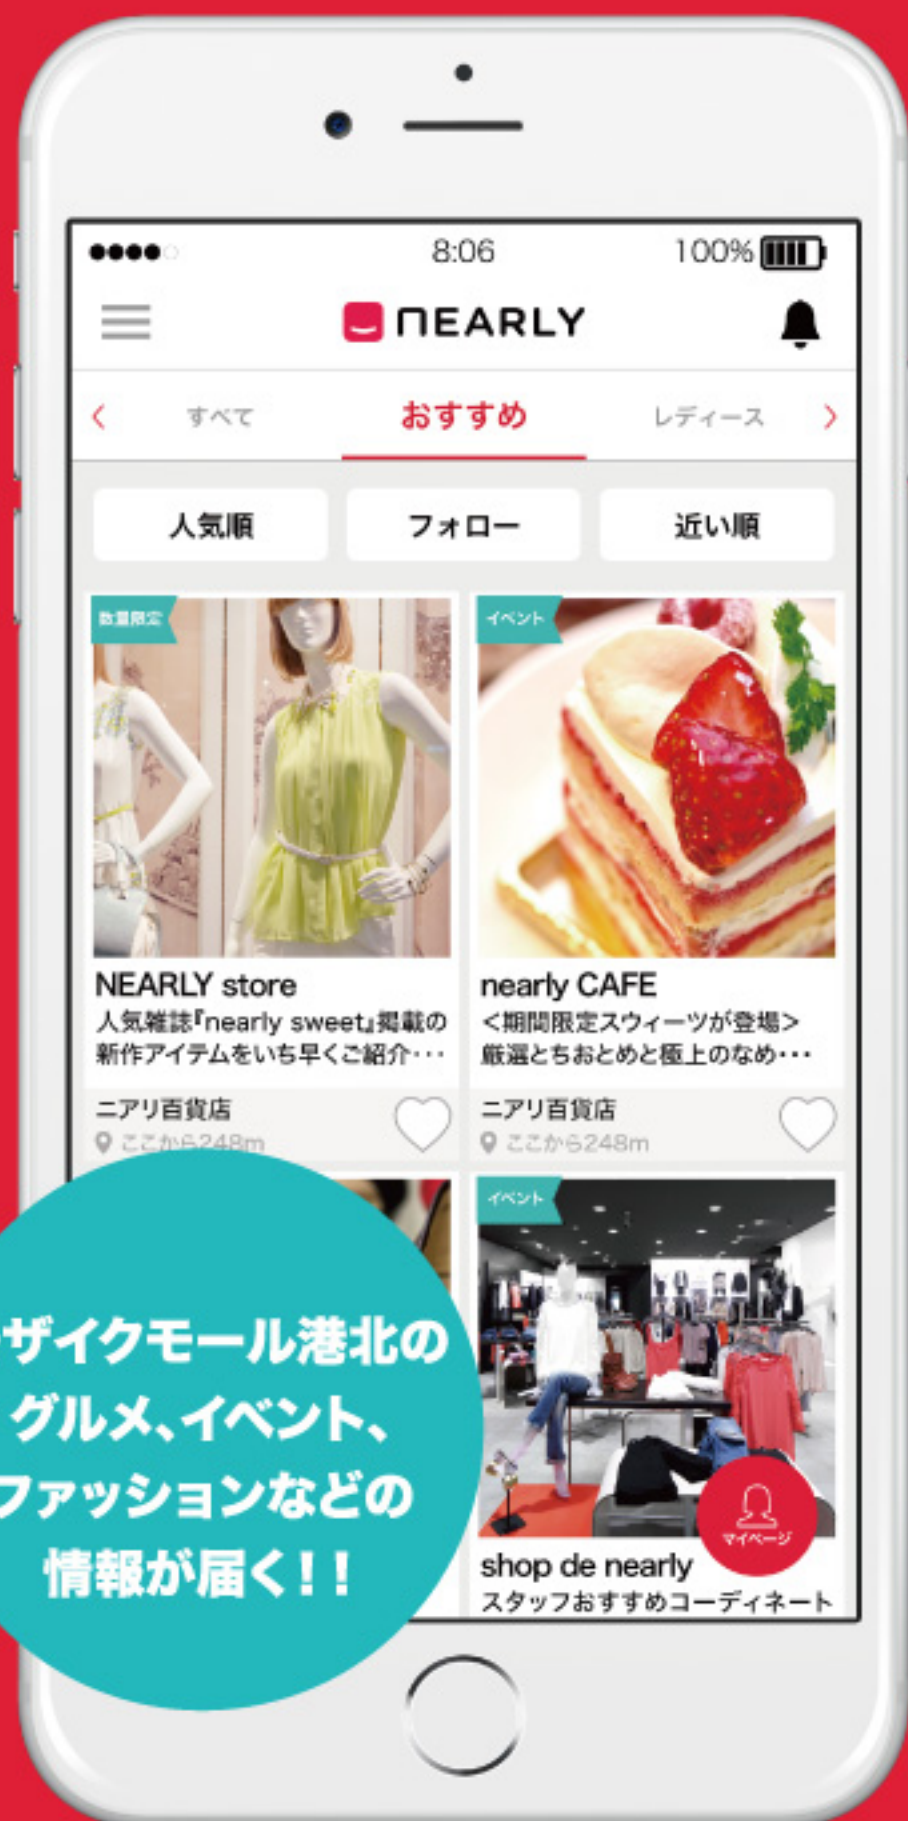 8:06
100%
NEARLY
すべて
おすすめ
レディース
人気順
フォロー
近い順
数量限定
イベント
NEARLY store
人気雑誌『nearly sweet』掲載の
新作アイテムをいち早くご紹介・・・
ニアリ百貨店
ここから248m
nearly CAFE
<期間限定スウィーツが登場>
厳選とちおとめと極上のなめ・・・
ニアリ百貨店
ここから248m
イベント
マイページ
shop de nearly
スタッフおすすめコーディネート
ザイクモール港北の
グルメ、イベント、
ファッションなどの
情報が届く!!